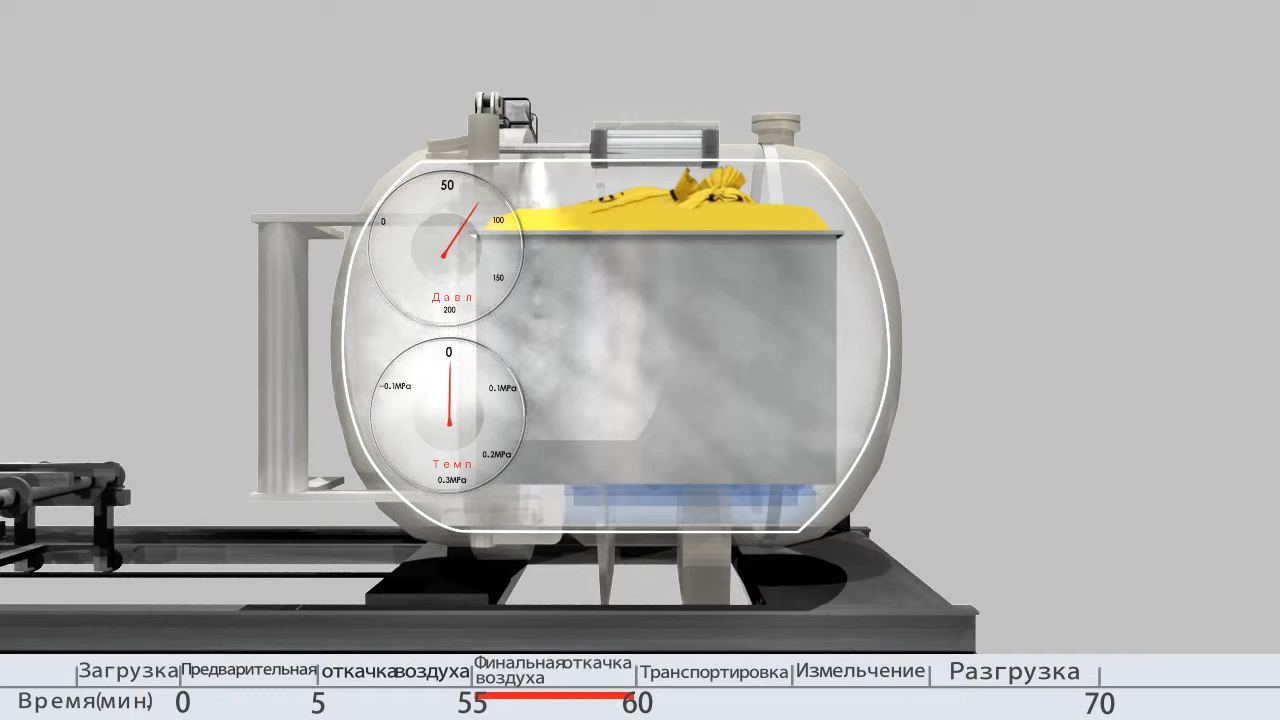 50
0
100
150
Давл
200
0
-0.1MPa
0.1MPa
0.2MPa
Темп
0.3MPa
Загрузка Предварительная откачка воздуха Финальная откачка воздуха Транспортировка Измельчение Разгрузка
Время(мин) 0 5 55 60 70